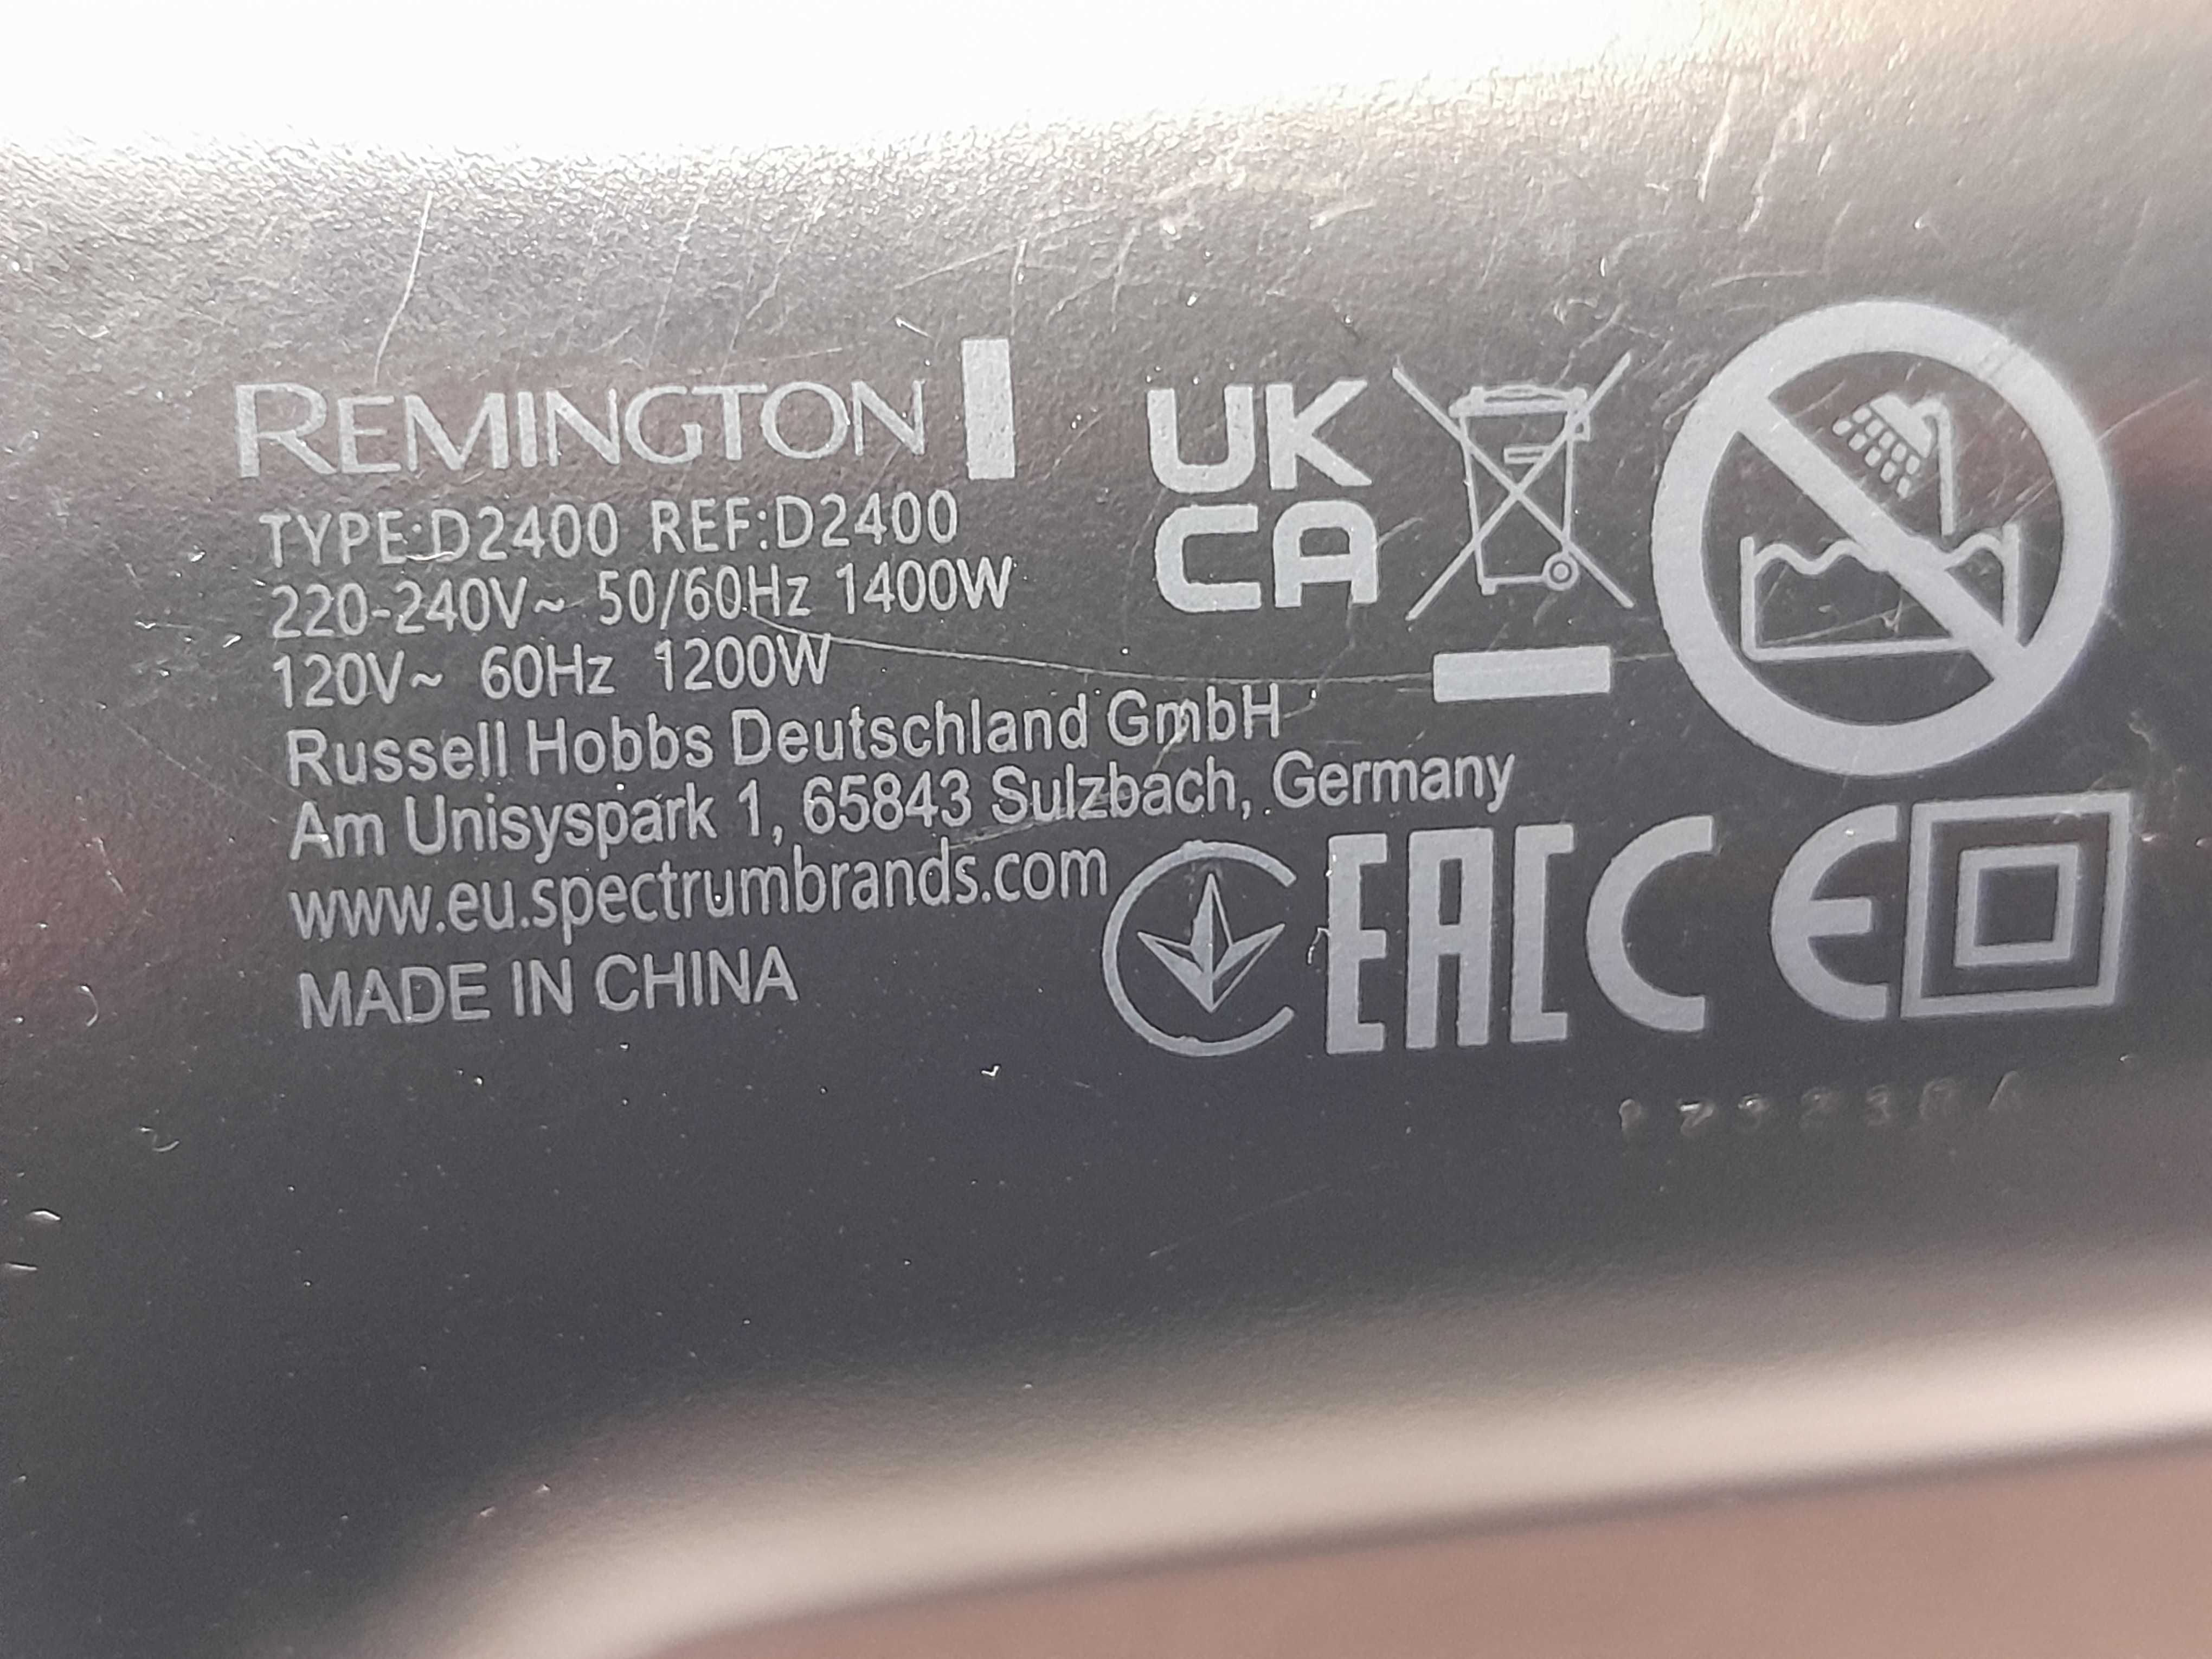 REMINGTON
TYPE:D2400 REF:D2400
220-240V~ 50/60Hz 1400W
120V~ 60Hz 1200W
Russell Hobbs Deutschland GmbH
Am Unisyspark 1, 65843 Sulzbach, Germany
www.eu.spectrumbrands.com
MADE IN CHINA
UK
CA
EAC CE